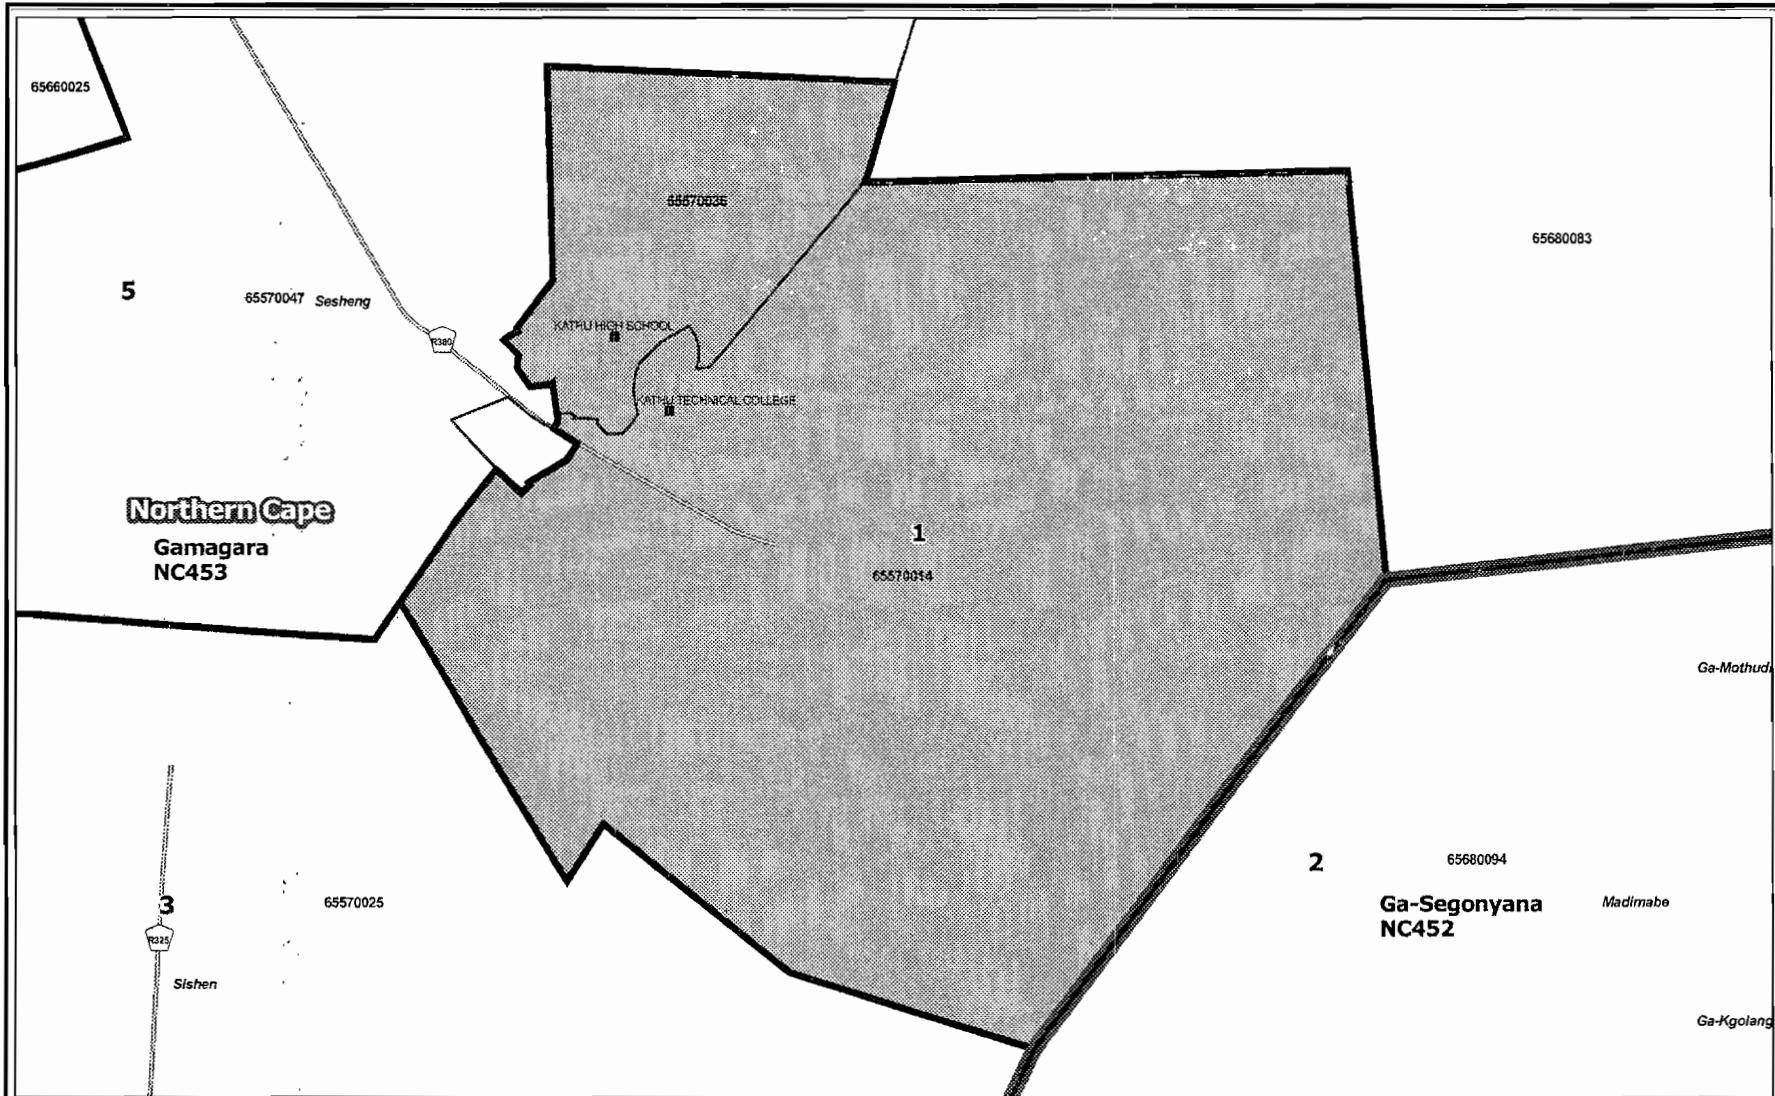 65660025
65570036
65680083
5
65570047 Sesheng
KATHU HIGH SCHOOL
R380
KATHU TECHNICAL COLLEGE
Northern Cape
Gamagara
NC453
1
65570014
Ga-Mothudi
2
65680094
3
65570025
Ga-Segonyana
NC452
Madimabe
R325
Sishen
Ga-Kgolang